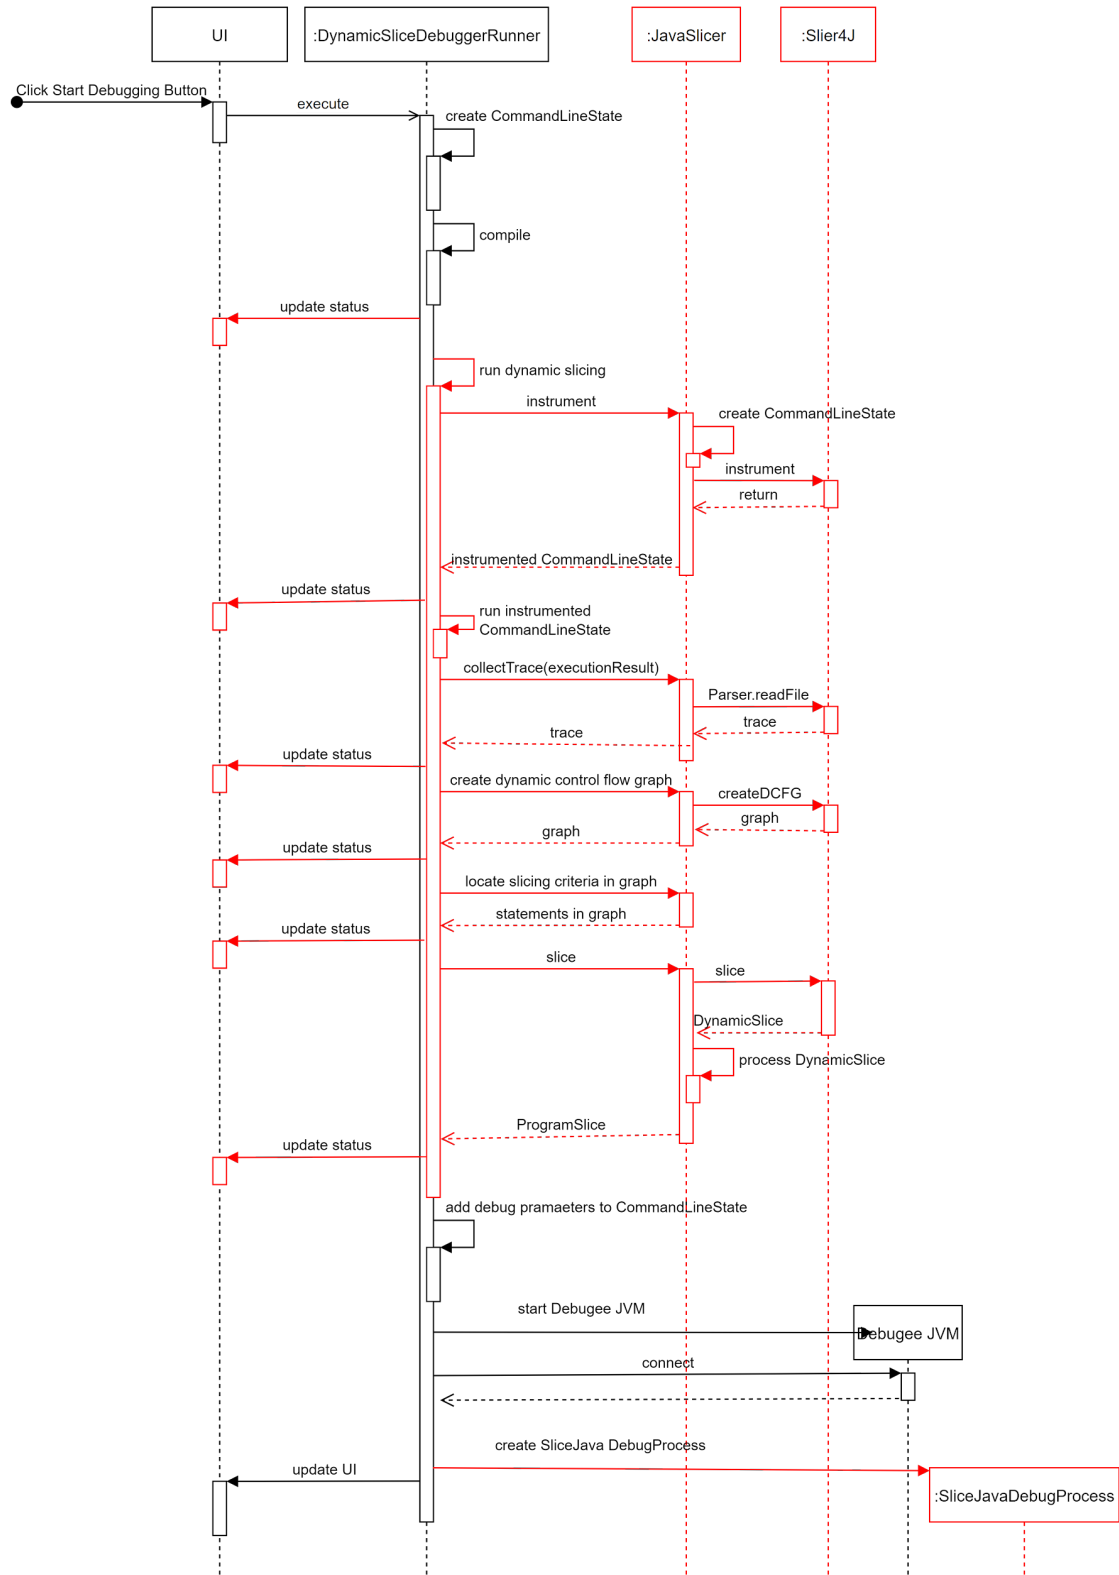 UI
:DynamicSliceDebuggerRunner
:JavaSlicer
:Slier4J
Click Start Debugging Button
execute
create CommandLineState
compile
update status
run dynamic slicing
instrument
create CommandLineState
instrument
return
instrumented CommandLineState
update status
run instrumented
CommandLineState
collectTrace(executionResult)
Parser.readFile
trace
trace
update status
create dynamic control flow graph
createDCFG
graph
graph
update status
locate slicing criteria in graph
statements in graph
update status
slice
slice
DynamicSlice
process DynamicSlice
ProgramSlice
update status
add debug pramaeters to CommandLineState
start Debugee JVM
Debugee JVM
connect
create SliceJava DebugProcess
update UI
:SliceJavaDebugProcess